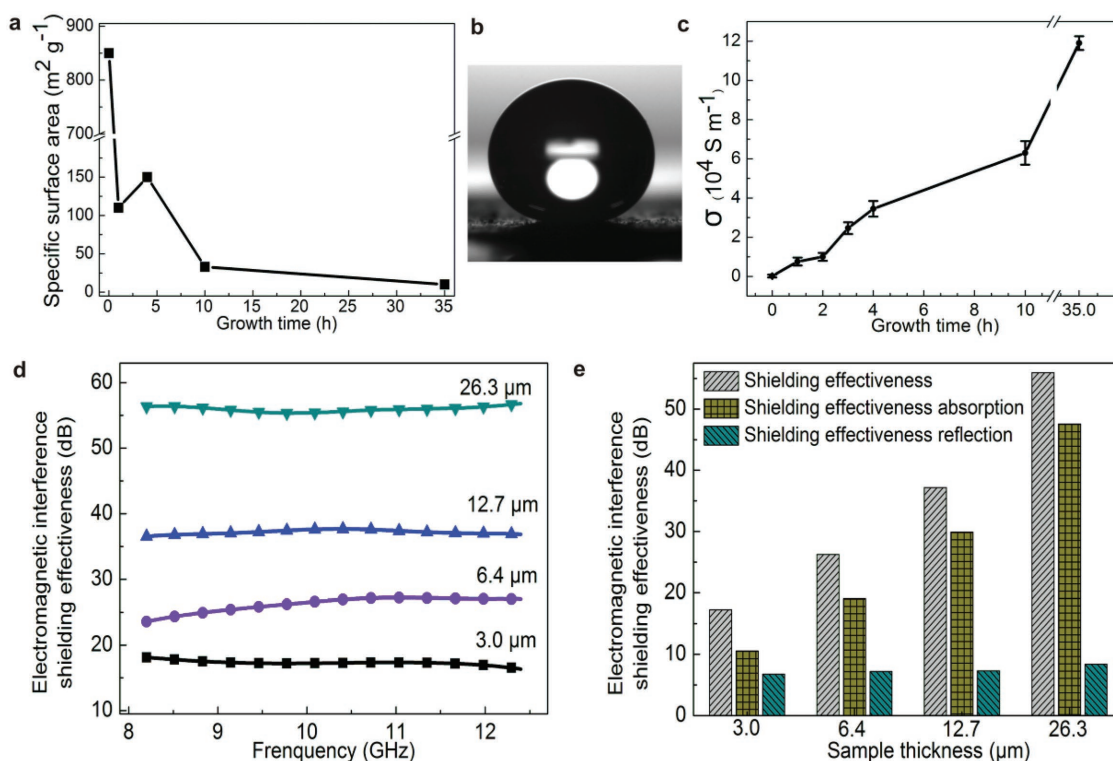 a
Specific surface area (m² g⁻¹)
900
850
800
700
150
100
50
0
0 5 10 15 20 25 30 35
Growth time (h)
b
c
σ (10⁴ S m⁻¹)
12
10
8
6
4
2
0
0 2 4 6 8 10 35.0
Growth time (h)
d
Electromagnetic interference
shielding effectiveness (dB)
60
50
40
30
20
10
26.3 μm
12.7 μm
6.4 μm
3.0 μm
8 9 10 11 12
Frenquency (GHz)
e
Electromagnetic interference
shielding effectiveness (dB)
50
40
30
20
10
0
Shielding effectiveness
Shielding effectiveness absorption
Shielding effectiveness reflection
3.0 6.4 12.7 26.3
Sample thickness (μm)